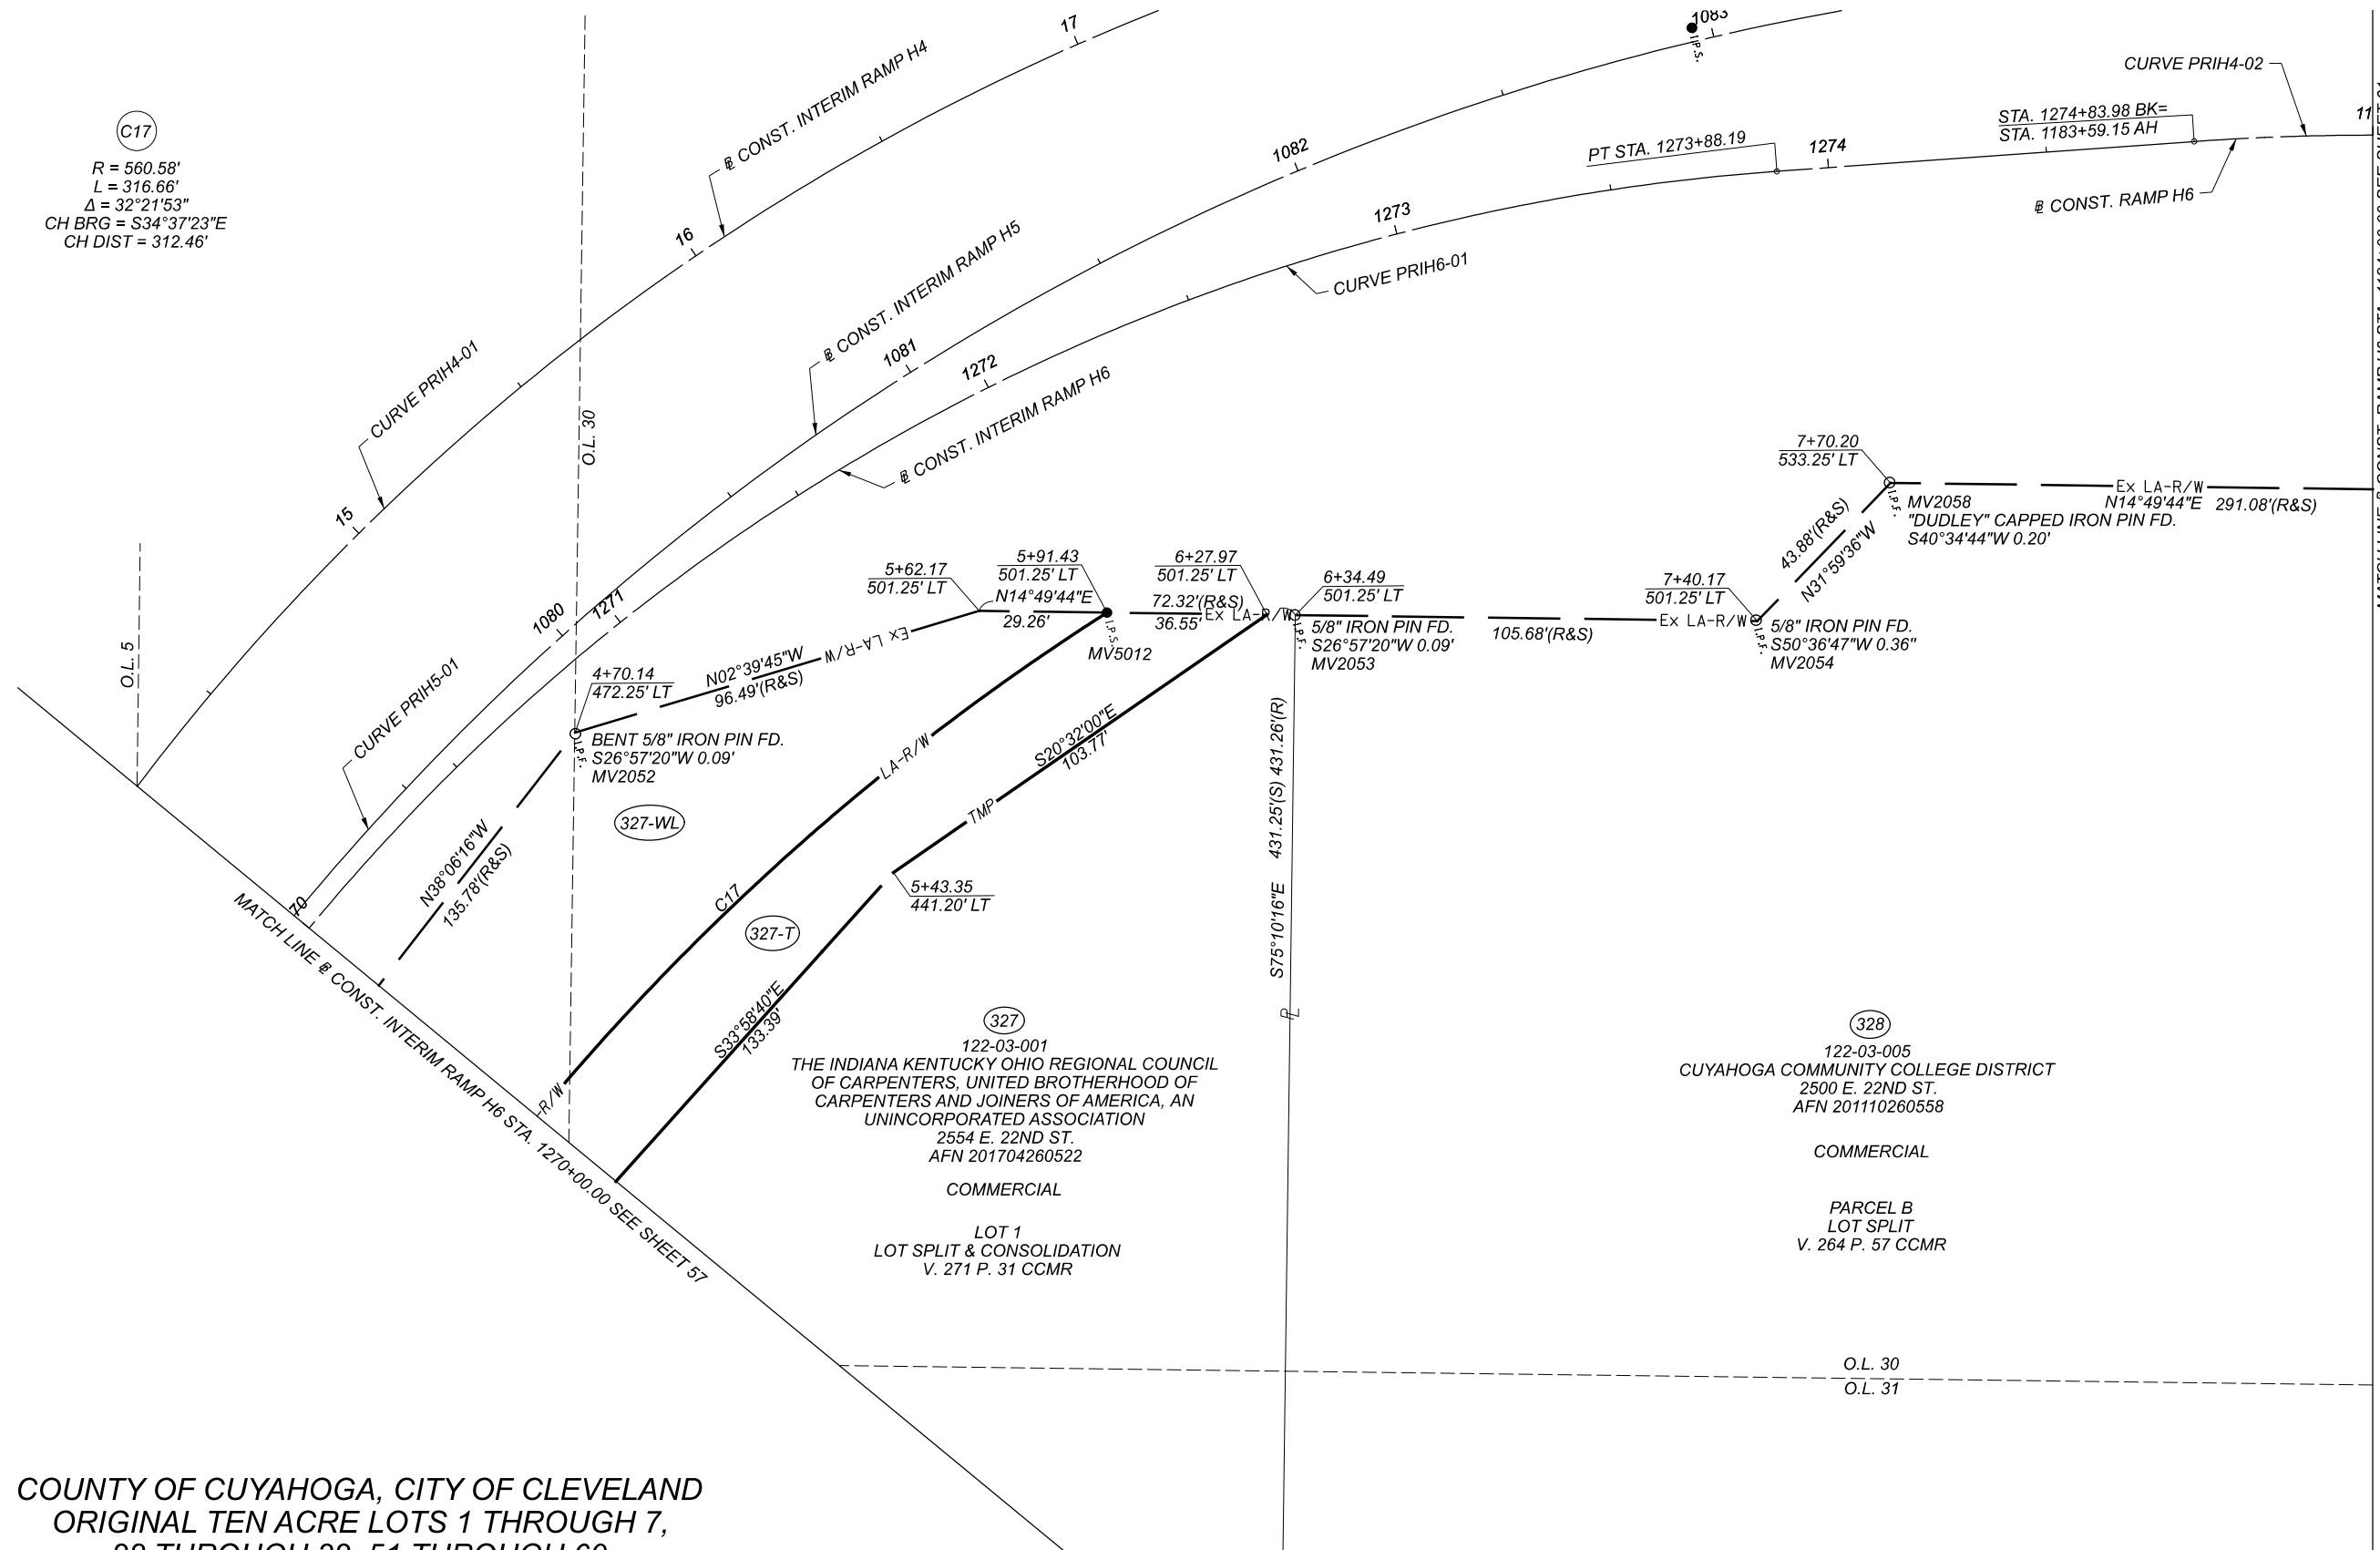 C17
R = 560.58'
L = 316.66'
Δ = 32°21'53"
CH BRG = S34°37'23"E
CH DIST = 312.46'
17
℄ CONST. INTERIM RAMP H4
16
CURVE PRIH4-01
15
O.L. 30
O.L. 5
1083
I.P.S.
CURVE PRIH4-02
11
STA. 1274+83.98 BK=
STA. 1183+59.15 AH
1274
PT STA. 1273+88.19
℄ CONST. RAMP H6
1082
1273
CURVE PRIH6-01
℄ CONST. INTERIM RAMP H5
1081
1272
℄ CONST. INTERIM RAMP H6
1080
1271
CURVE PRIH5-01
70
7+70.20
533.25' LT
I.P.F.
Ex LA-R/W
N14°49'44"E 291.08'(R&S)
MV2058
"DUDLEY" CAPPED IRON PIN FD.
S40°34'44"W 0.20'
43.88'(R&S)
N31°59'36"W
7+40.17
501.25' LT
I.P.F.
5/8" IRON PIN FD.
S50°36'47"W 0.36"
MV2054
Ex LA-R/W
105.68'(R&S)
6+34.49
501.25' LT
I.P.F.
5/8" IRON PIN FD.
S26°57'20"W 0.09'
MV2053
6+27.97
501.25' LT
72.32'(R&S)
36.55'
Ex LA-R/W
5+91.43
501.25' LT
I.P.S.
MV5012
N14°49'44"E
29.26'
5+62.17
501.25' LT
Ex LA-R/W
N02°39'45"W
96.49'(R&S)
4+70.14
472.25' LT
I.P.F.
BENT 5/8" IRON PIN FD.
S26°57'20"W 0.09'
MV2052
N38°06'16"W
135.78'(R&S)
327-WL
LA-R/W
C17
-R/W
327-T
TMP
S20°32'00"E
103.77'
5+43.35
441.20' LT
S33°58'40"E
133.39'
S75°10'16"E 431.25'(S) 431.26'(R)
PL
MATCH LINE ℄ CONST. INTERIM RAMP H6 STA. 1270+00.00 SEE SHEET 57
327
122-03-001
THE INDIANA KENTUCKY OHIO REGIONAL COUNCIL
OF CARPENTERS, UNITED BROTHERHOOD OF
CARPENTERS AND JOINERS OF AMERICA, AN
UNINCORPORATED ASSOCIATION
2554 E. 22ND ST.
AFN 201704260522
COMMERCIAL
LOT 1
LOT SPLIT & CONSOLIDATION
V. 271 P. 31 CCMR
328
122-03-005
CUYAHOGA COMMUNITY COLLEGE DISTRICT
2500 E. 22ND ST.
AFN 201110260558
COMMERCIAL
PARCEL B
LOT SPLIT
V. 264 P. 57 CCMR
O.L. 30
O.L. 31
COUNTY OF CUYAHOGA, CITY OF CLEVELAND
ORIGINAL TEN ACRE LOTS 1 THROUGH 7,